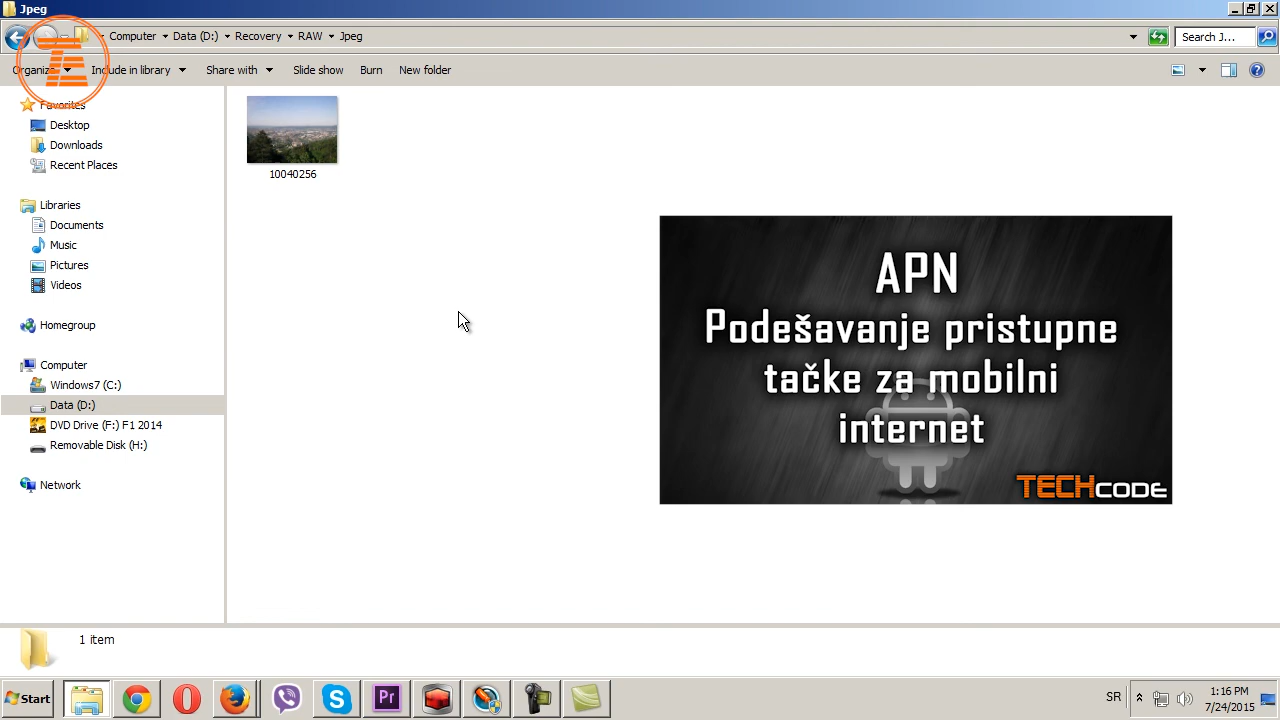 Jpeg
Computer Data (D:) Recovery RAW Jpeg
Search J...
Organize Include in library Share with Slide show Burn New folder
Favorites
Desktop
Downloads
Recent Places
Libraries
Documents
Music
Pictures
Videos
Homegroup
Computer
Windows7 (C:)
Data (D:)
DVD Drive (F:) F1 2014
Removable Disk (H:)
Network
10040256
APN
Podešavanje pristupne
tačke za mobilni
internet
TECHCODE
1 item
Start
Pr
SR
1:16 PM
7/24/2015